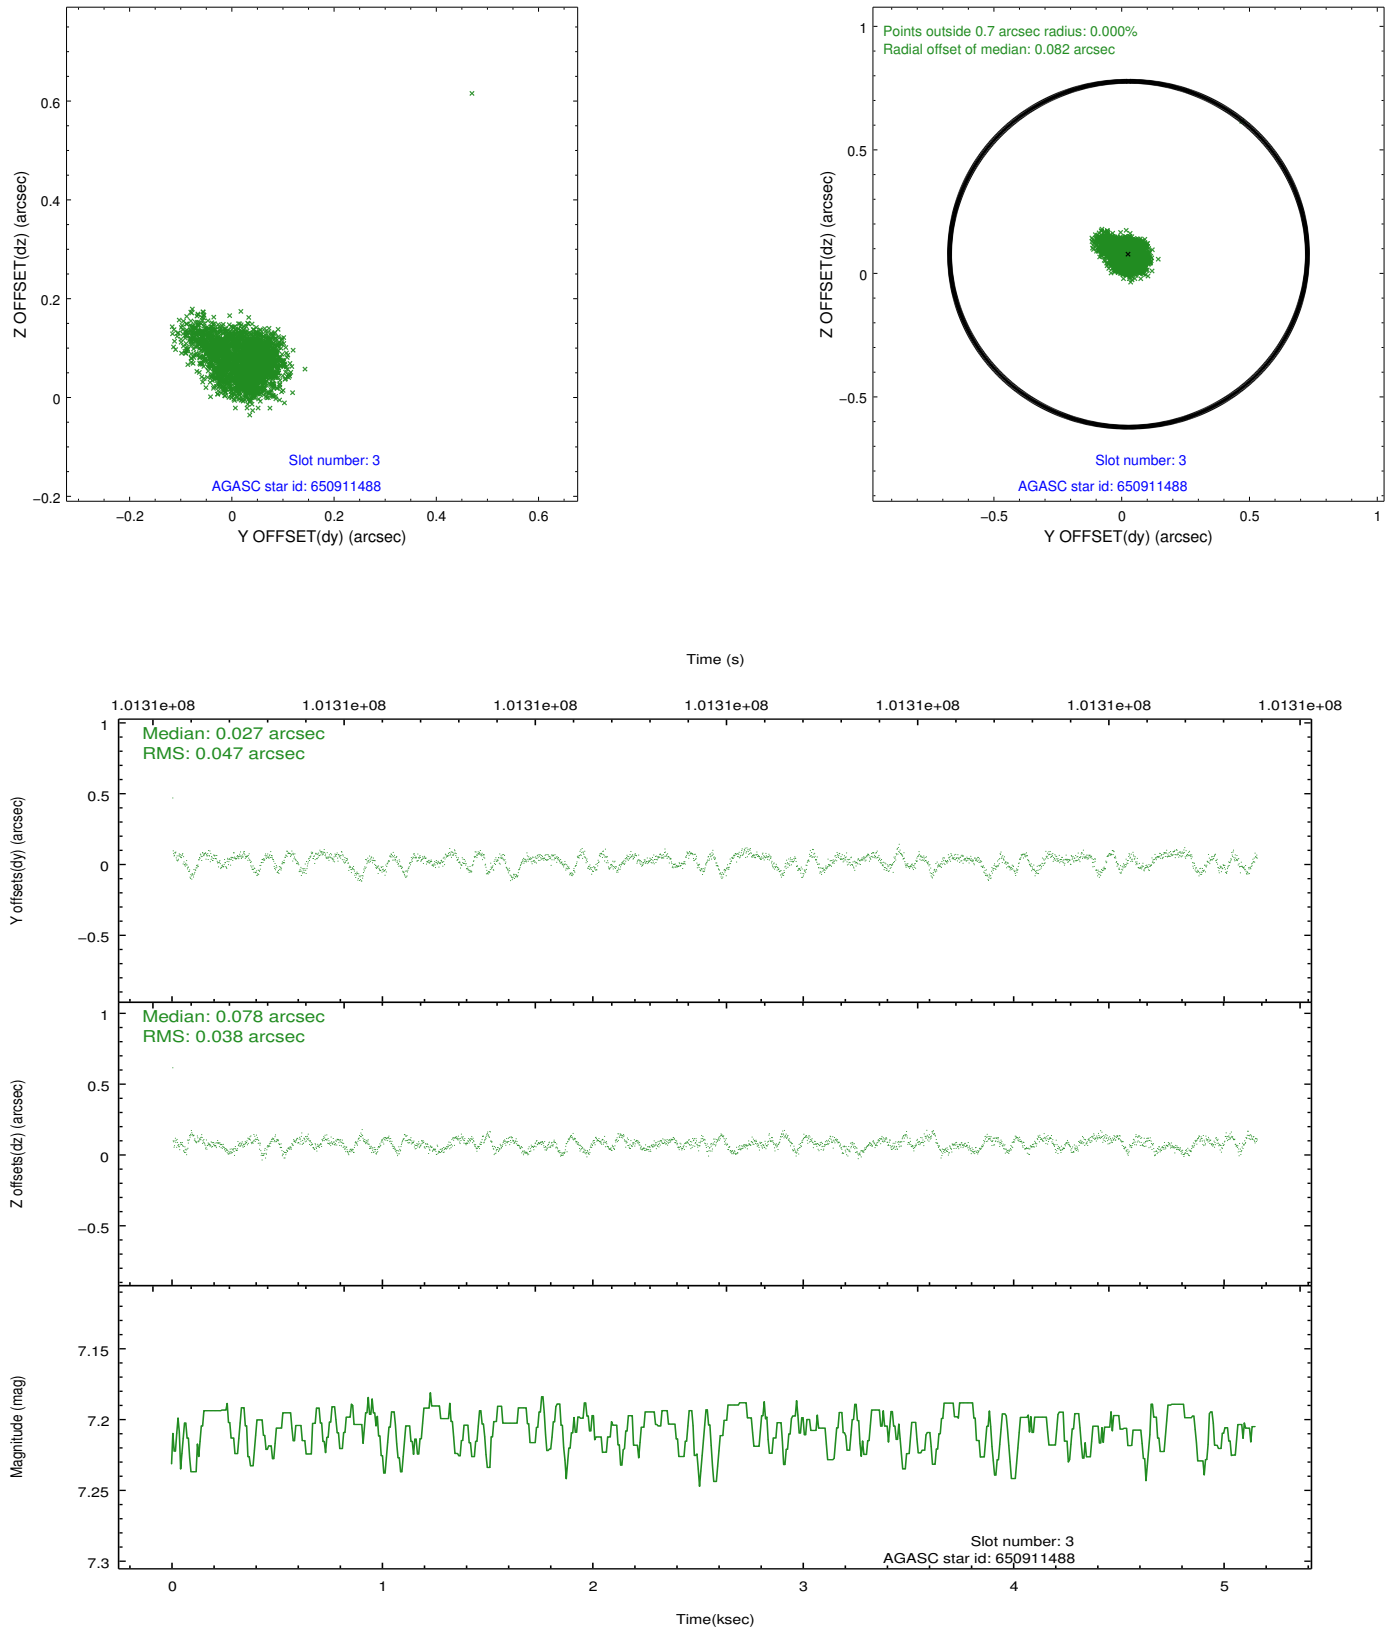 0.6
0.4
0.2
0
−0.2
−0.2
0
0.2
0.4
0.6
Z OFFSET(dz) (arcsec)
Y OFFSET(dy) (arcsec)
Slot number: 3
AGASC star id: 650911488
Points outside 0.7 arcsec radius: 0.000%
Radial offset of median: 0.082 arcsec
1
0.5
0
−0.5
−0.5
0
0.5
1
Z OFFSET(dz) (arcsec)
Y OFFSET(dy) (arcsec)
Slot number: 3
AGASC star id: 650911488
Time (s)
1.0131e+08 1.0131e+08 1.0131e+08 1.0131e+08 1.0131e+08 1.0131e+08 1.0131e+08
Median: 0.027 arcsec
RMS: 0.047 arcsec
1
0.5
0
−0.5
Y offsets(dy) (arcsec)
Median: 0.078 arcsec
RMS: 0.038 arcsec
1
0.5
0
−0.5
Z offsets(dz) (arcsec)
7.15
7.2
7.25
7.3
Magnitude (mag)
Slot number: 3
AGASC star id: 650911488
0 1 2 3 4 5
Time(ksec)